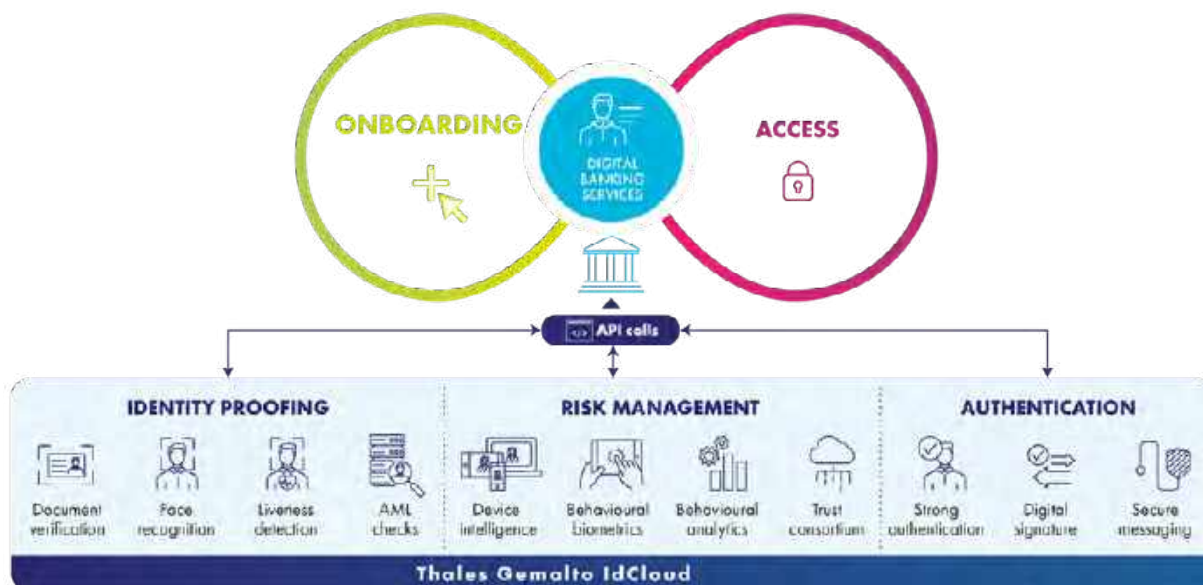 ONBOARDING
DIGITAL
BANKING
SERVICES
ACCESS
</> API calls
IDENTITY PROOFING
Document
verification
Face
recognition
Liveness
detection
AML
checks
RISK MANAGEMENT
Device
intelligence
Behavioural
biometrics
Behavioural
analytics
Trust
consortium
AUTHENTICATION
Strong
authentication
Digital
signature
Secure
messaging
Thales Gemalto IdCloud